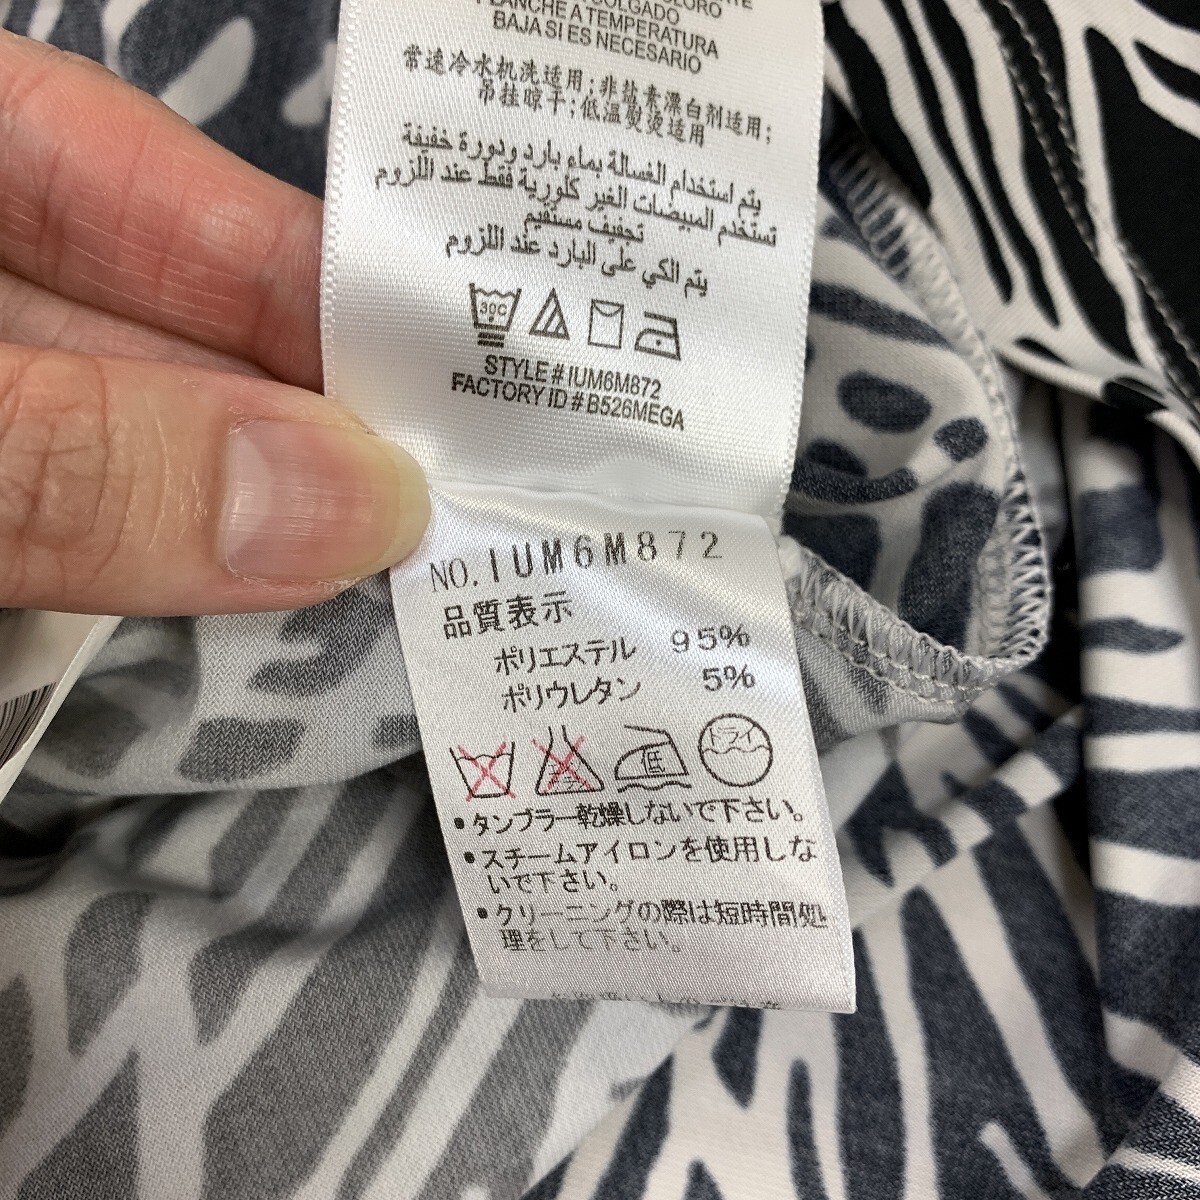 COLGADO
PLANCHE A TEMPERATURA
BAJA SI ES NECESARIO
常速冷水机洗适用;非盐素漂白剂适用;
吊挂晾干;低温熨烫适用
يتم استخدام الغسالة بماء بارد ودورة خفيفة
تستخدم المبيضات الغير كلورية فقط عند اللزوم
تجفيف مستقيم
يتم الكي على البارد عند اللزوم
30C
STYLE# IUM6M872
FACTORY ID # B526MEGA
NO. IUM6M872
品質表示
ポリエステル 95%
ポリウレタン 5%
低 ドライ
•タンブラー乾燥しないで下さい。
•スチームアイロンを使用しな
いで下さい。
•クリーニングの際は短時間処
理をして下さい。